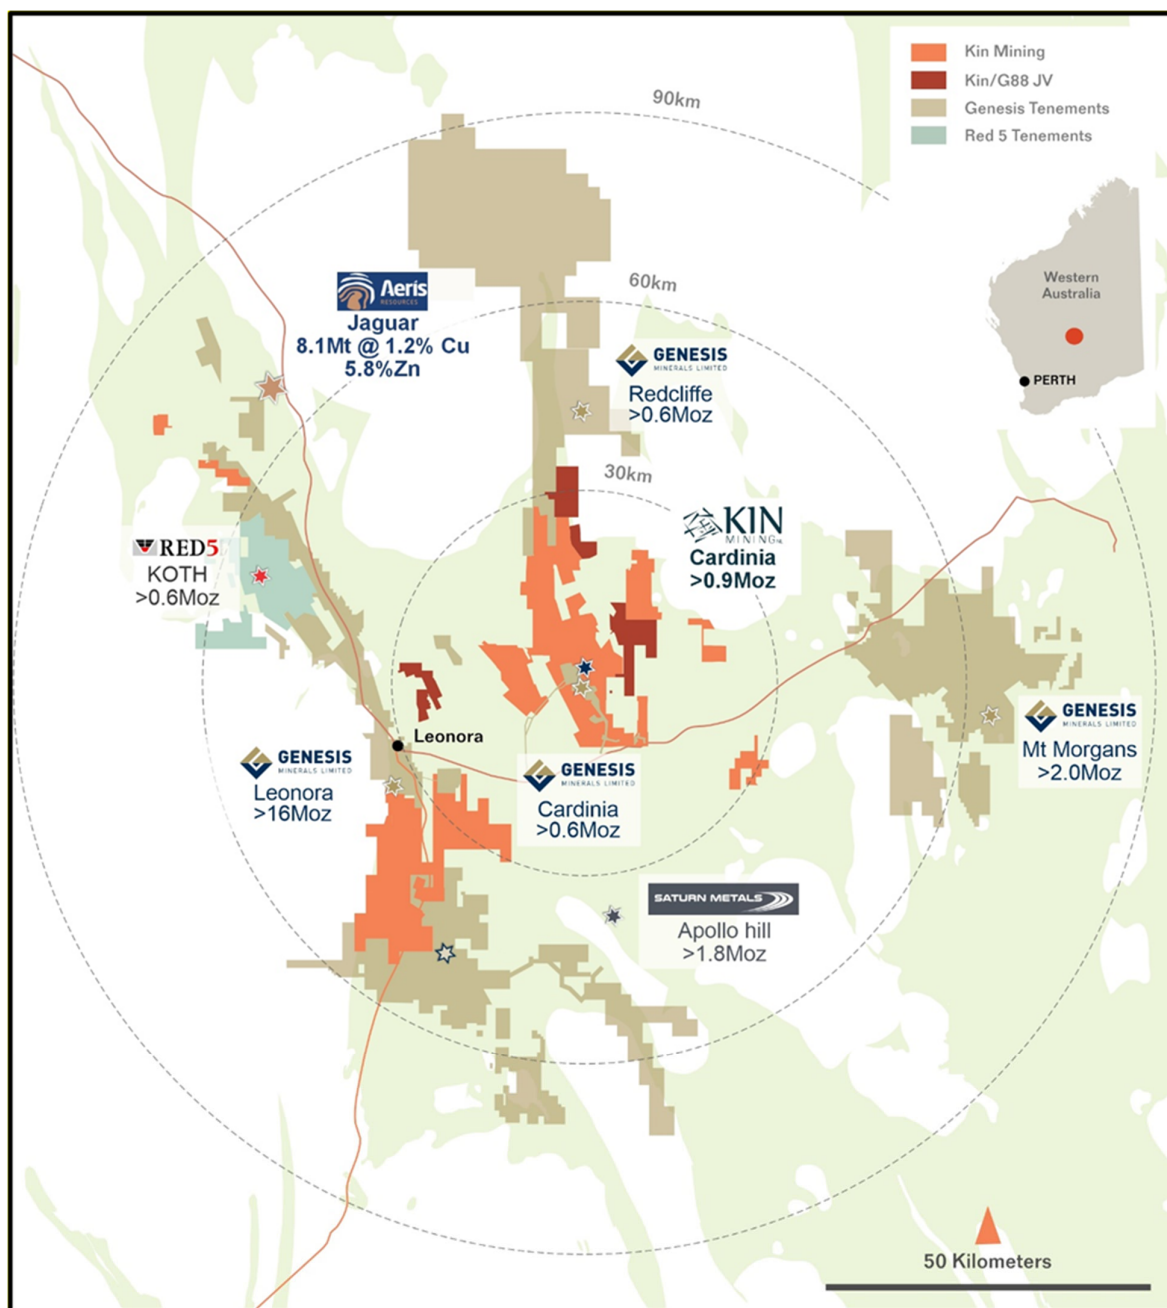 Kin Mining
Kin/G88 JV
Genesis Tenements
Red 5 Tenements
90km
Western
Australia
PERTH
Aeris
RESOURCES
Jaguar
8.1Mt @ 1.2% Cu
5.8%Zn
60km
GENESIS
MINERALS LIMITED
Redcliffe
>0.6Moz
30km
KIN
MINING NL
Cardinia
>0.9Moz
RED5
KOTH
>0.6Moz
Leonora
GENESIS
MINERALS LIMITED
Leonora
>16Moz
GENESIS
MINERALS LIMITED
Cardinia
>0.6Moz
GENESIS
MINERALS LIMITED
Mt Morgans
>2.0Moz
SATURN METALS
Apollo hill
>1.8Moz
50 Kilometers